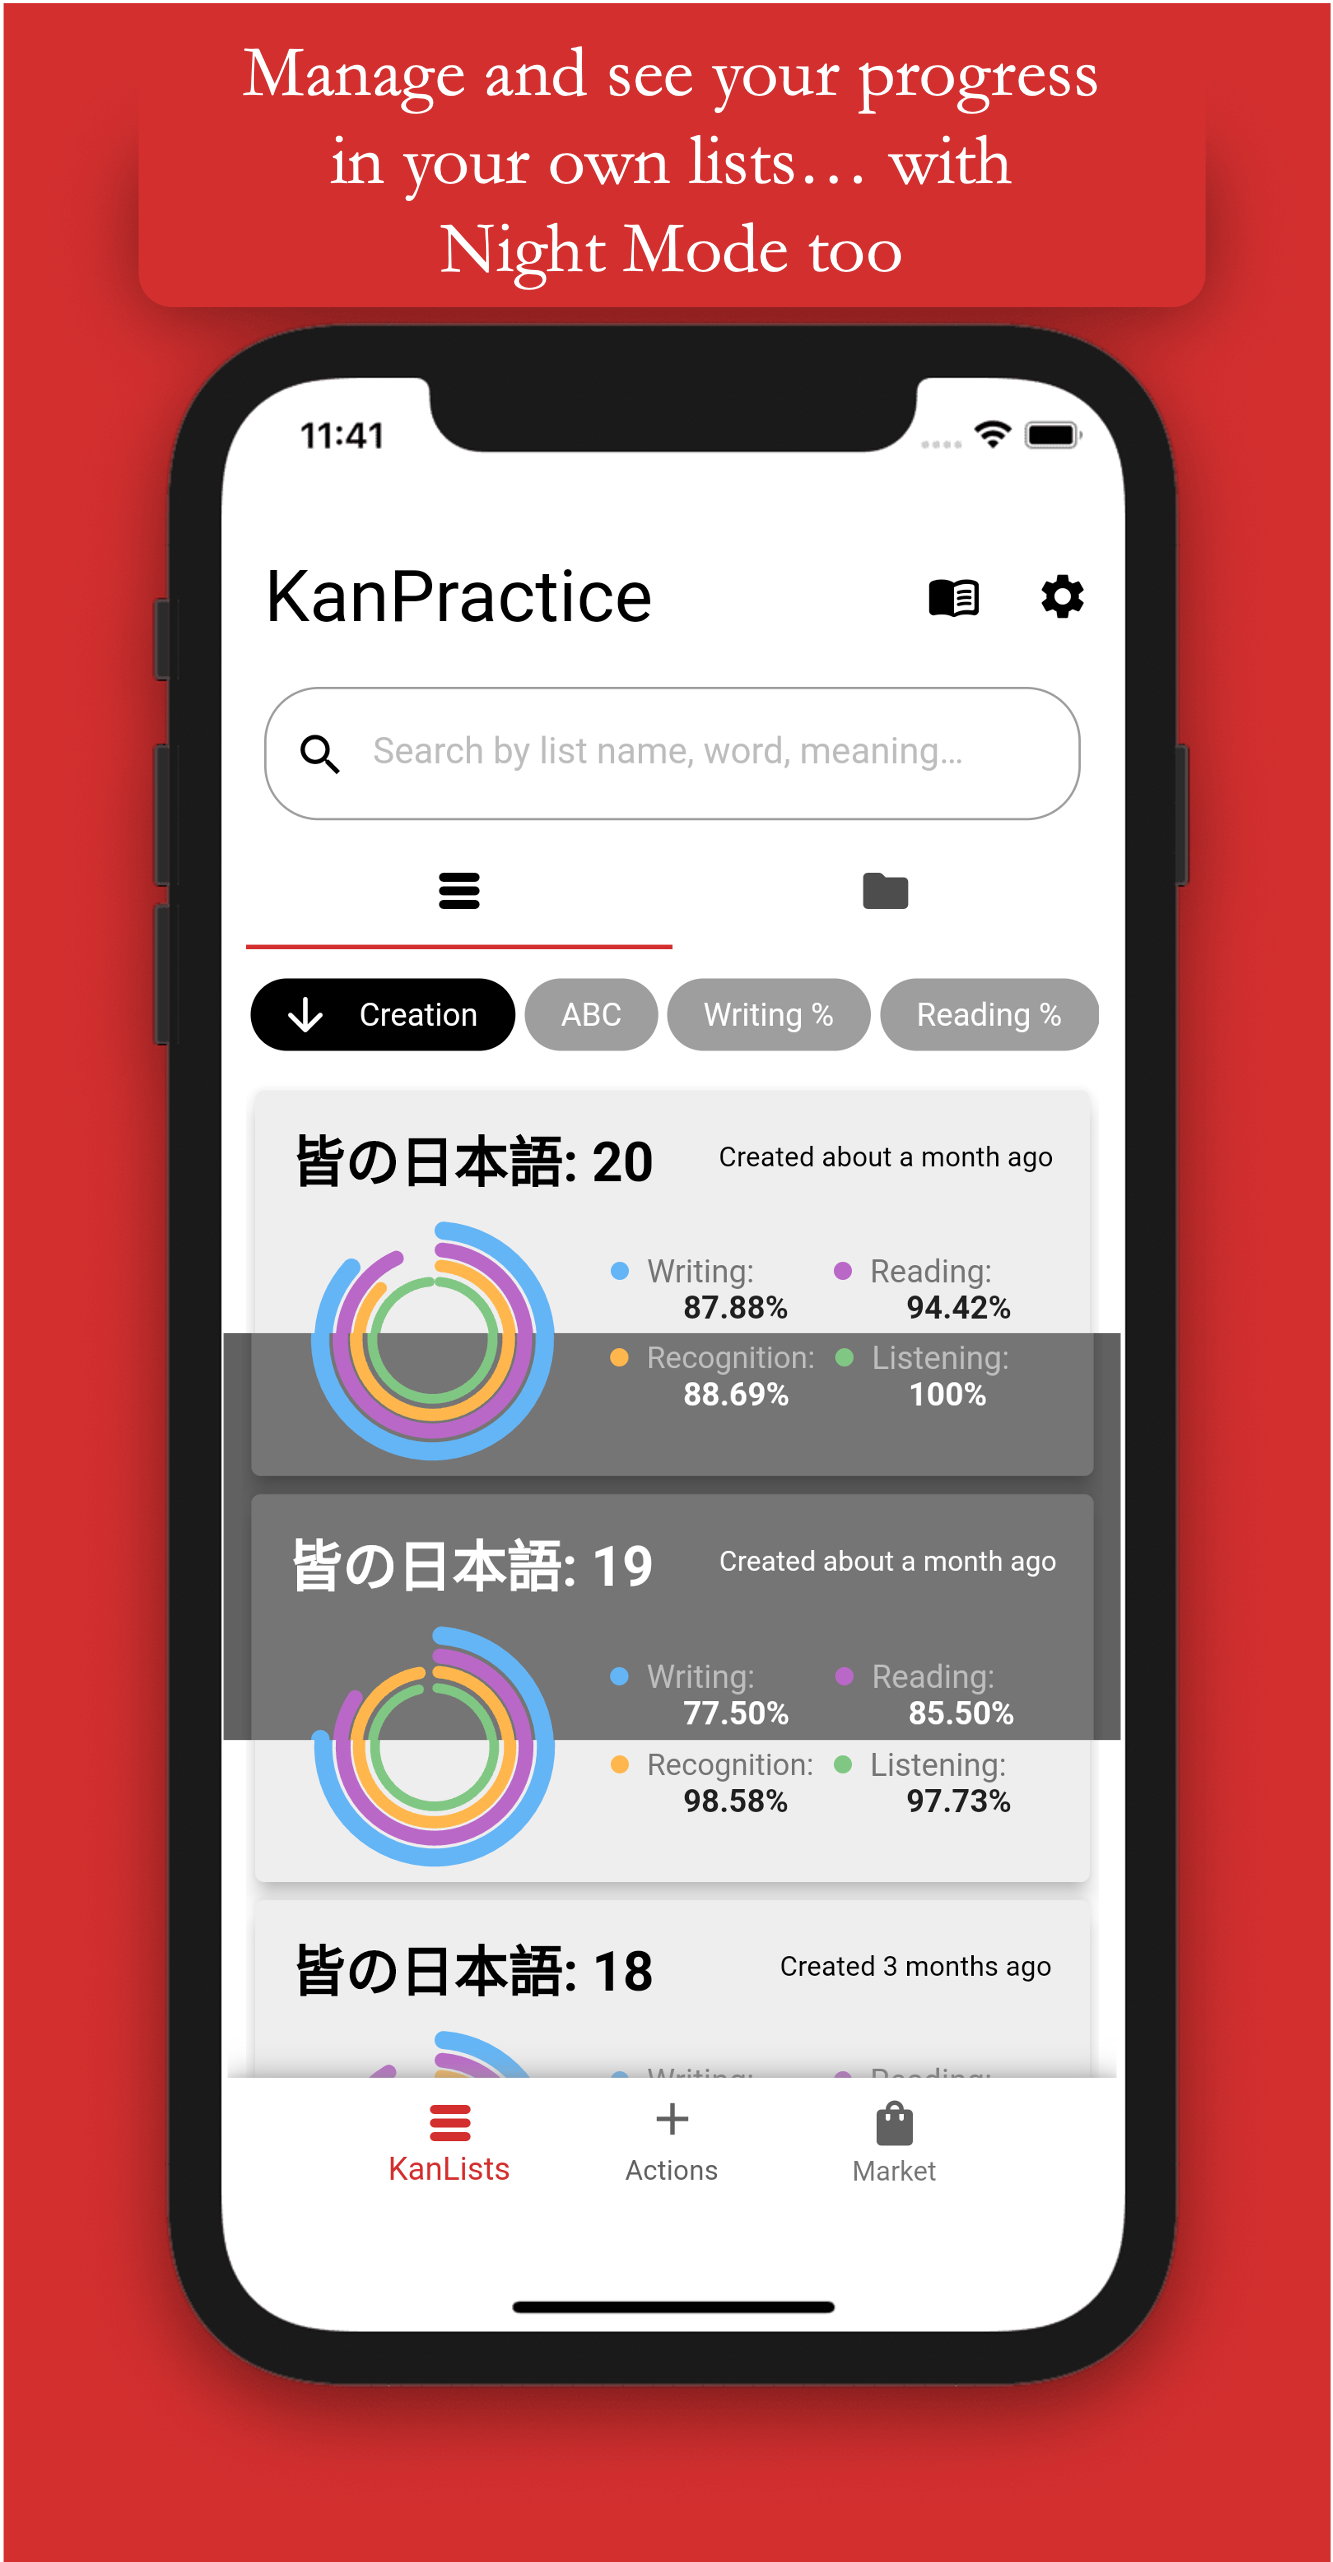 Manage and see your progress
in your own lists... with
Night Mode too
11:41
KanPractice
Search by list name, word, meaning...
Creation ABC Writing % Reading %
皆の日本語: 20 Created about a month ago
Writing: Reading:
87.88% 94.42%
Recognition: Listening:
88.69% 100%
皆の日本語: 19 Created about a month ago
Writing: Reading:
77.50% 85.50%
Recognition: Listening:
98.58% 97.73%
皆の日本語: 18 Created 3 months ago
Writing: Reading:
KanLists Actions Market